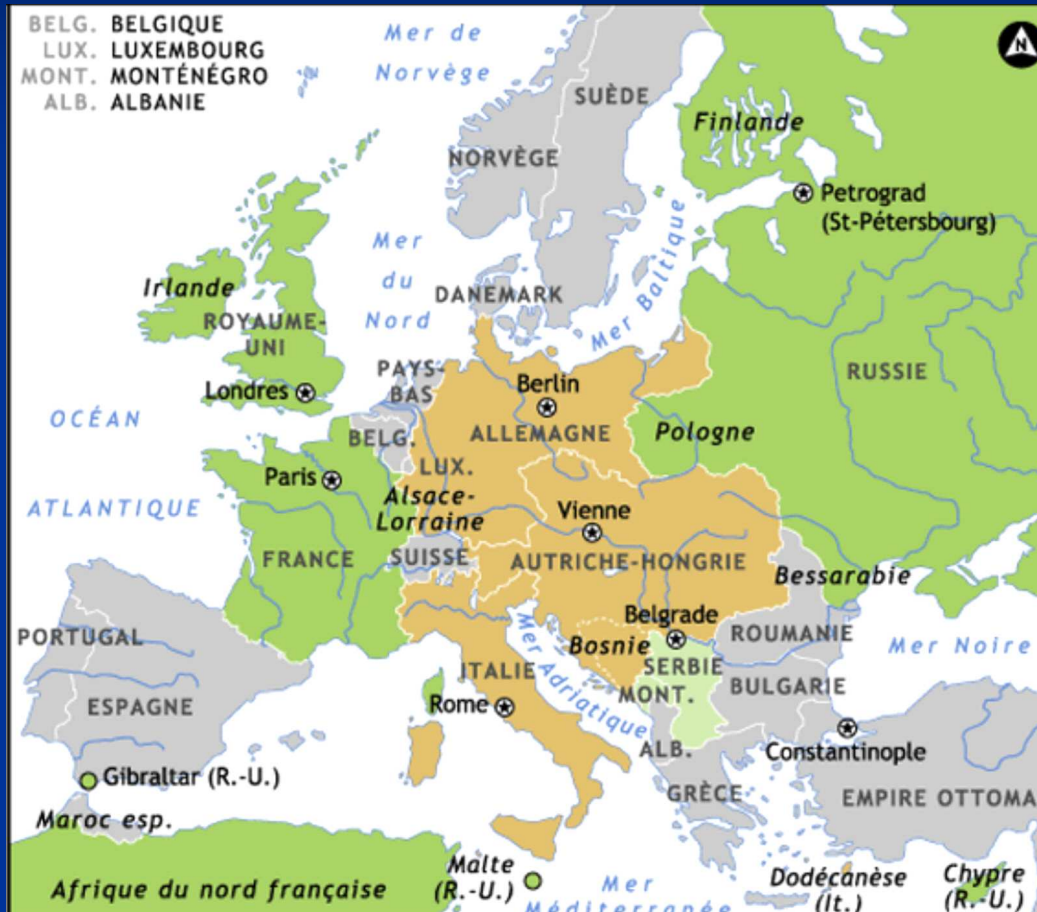 BELG. BELGIQUE
LUX. LUXEMBOURG
MONT. MONTÉNÉGRO
ALB. ALBANIE
N
Mer de
Norvège
SUÈDE
Finlande
NORVÈGE
Petrograd
(St-Pétersbourg)
Mer
du
Nord
Mer Baltique
Irlande
DANEMARK
ROYAUME-
UNI
PAYS-
BAS
Berlin
RUSSIE
Londres
OCÉAN
ATLANTIQUE
BELG.
ALLEMAGNE
Pologne
LUX.
Paris
Alsace-
Lorraine
Vienne
FRANCE
SUISSE
AUTRICHE-HONGRIE
Bessarabie
Belgrade
PORTUGAL
Mer Adriatique
Bosnie
ROUMANIE
Mer Noire
ITALIE
SERBIE
MONT.
BULGARIE
ESPAGNE
Rome
ALB.
Constantinople
Gibraltar (R.-U.)
GRÈCE
EMPIRE OTTOMA
Maroc esp.
Afrique du nord française
Malte
(R.-U.)
Mer
Méditerranée
Dodécanèse
(It.)
Chypre
(R.-U.)